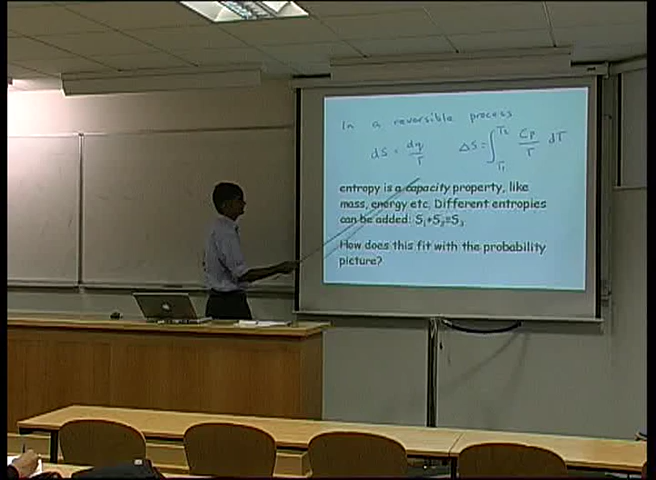 In a reversible process
dS = dq/T   ΔS = ∫_{T₁}^{T₂} C_P/T dT
entropy is a capacity property, like
mass, energy etc. Different entropies
can be added: S₁+S₂=S₃
How does this fit with the probability
picture?